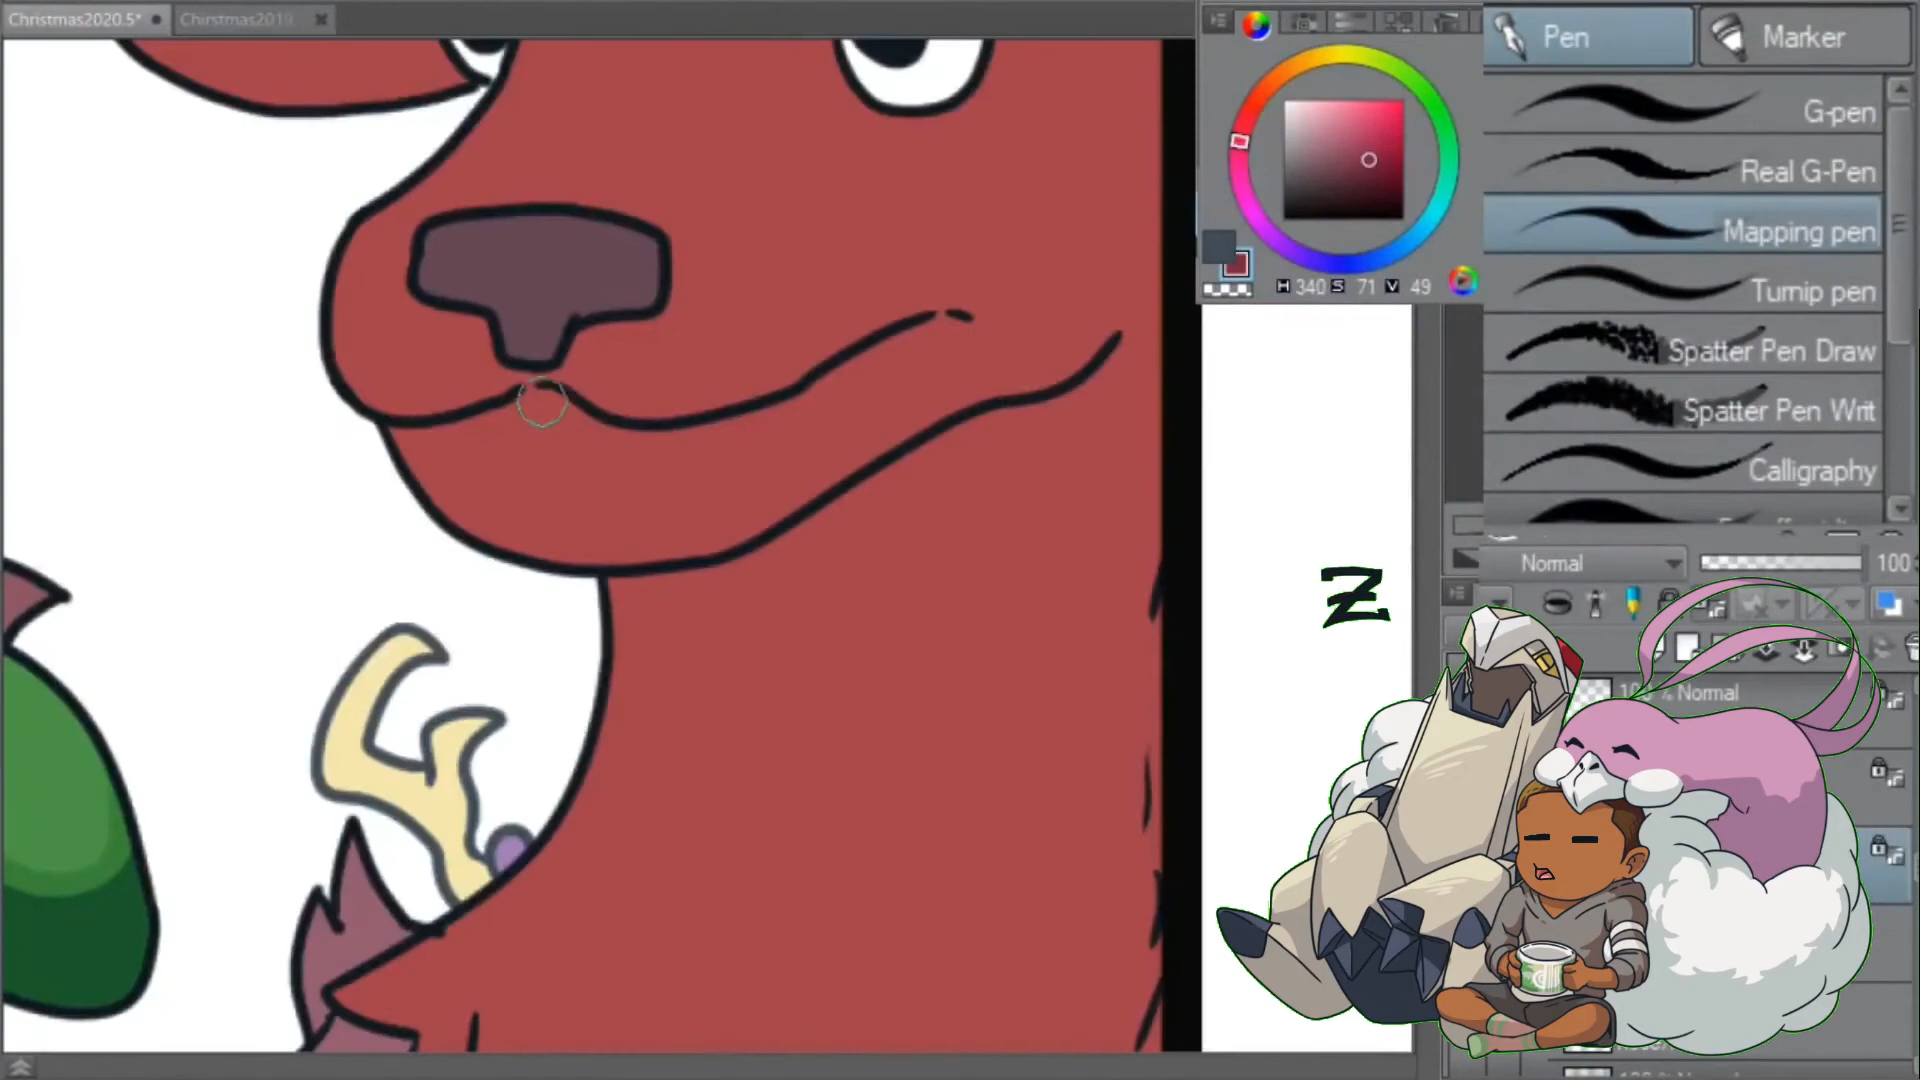 Christmas2020.5*
Chirstmas2019
Pen
Marker
G-pen
Real G-Pen
Mapping pen
Turnip pen
Spatter Pen Draw
Spatter Pen Writ
Calligraphy
H 340 S 71 V 49
Normal
100
Z
Normal